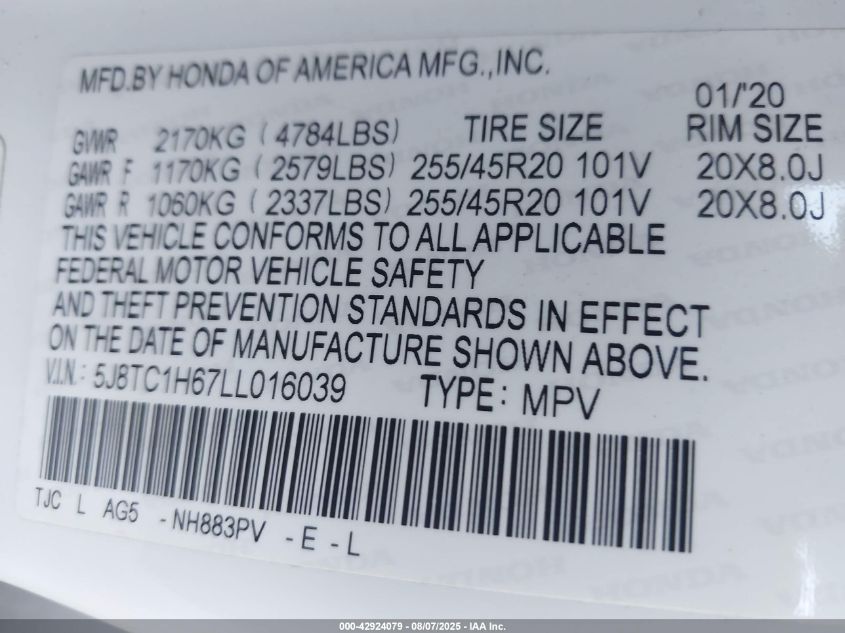 MFD.BY HONDA OF AMERICA MFG.,INC.
01/'20
GVWR 2170KG (4784LBS) TIRE SIZE RIM SIZE
GAWR F 1170KG (2579LBS) 255/45R20 101V 20X8.0J
GAWR R 1060KG (2337LBS) 255/45R20 101V 20X8.0J
THIS VEHICLE CONFORMS TO ALL APPLICABLE
FEDERAL MOTOR VEHICLE SAFETY
AND THEFT PREVENTION STANDARDS IN EFFECT
ON THE DATE OF MANUFACTURE SHOWN ABOVE.
V.I.N.: 5J8TC1H67LL016039 TYPE: MPV
TJC L AG5 -NH883PV -E-L
000-42924079 - 08/07/2025 - IAA Inc.